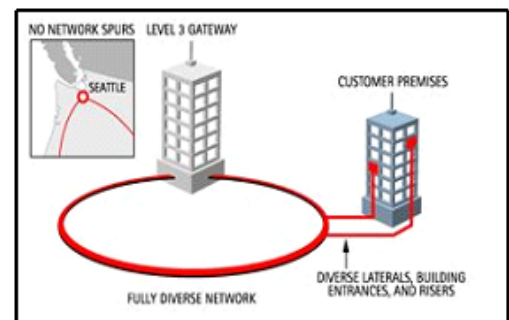 NO NETWORK SPURS
LEVEL 3 GATEWAY
SEATTLE
CUSTOMER PREMISES
DIVERSE LATERALS, BUILDING
ENTRANCES, AND RISERS
FULLY DIVERSE NETWORK